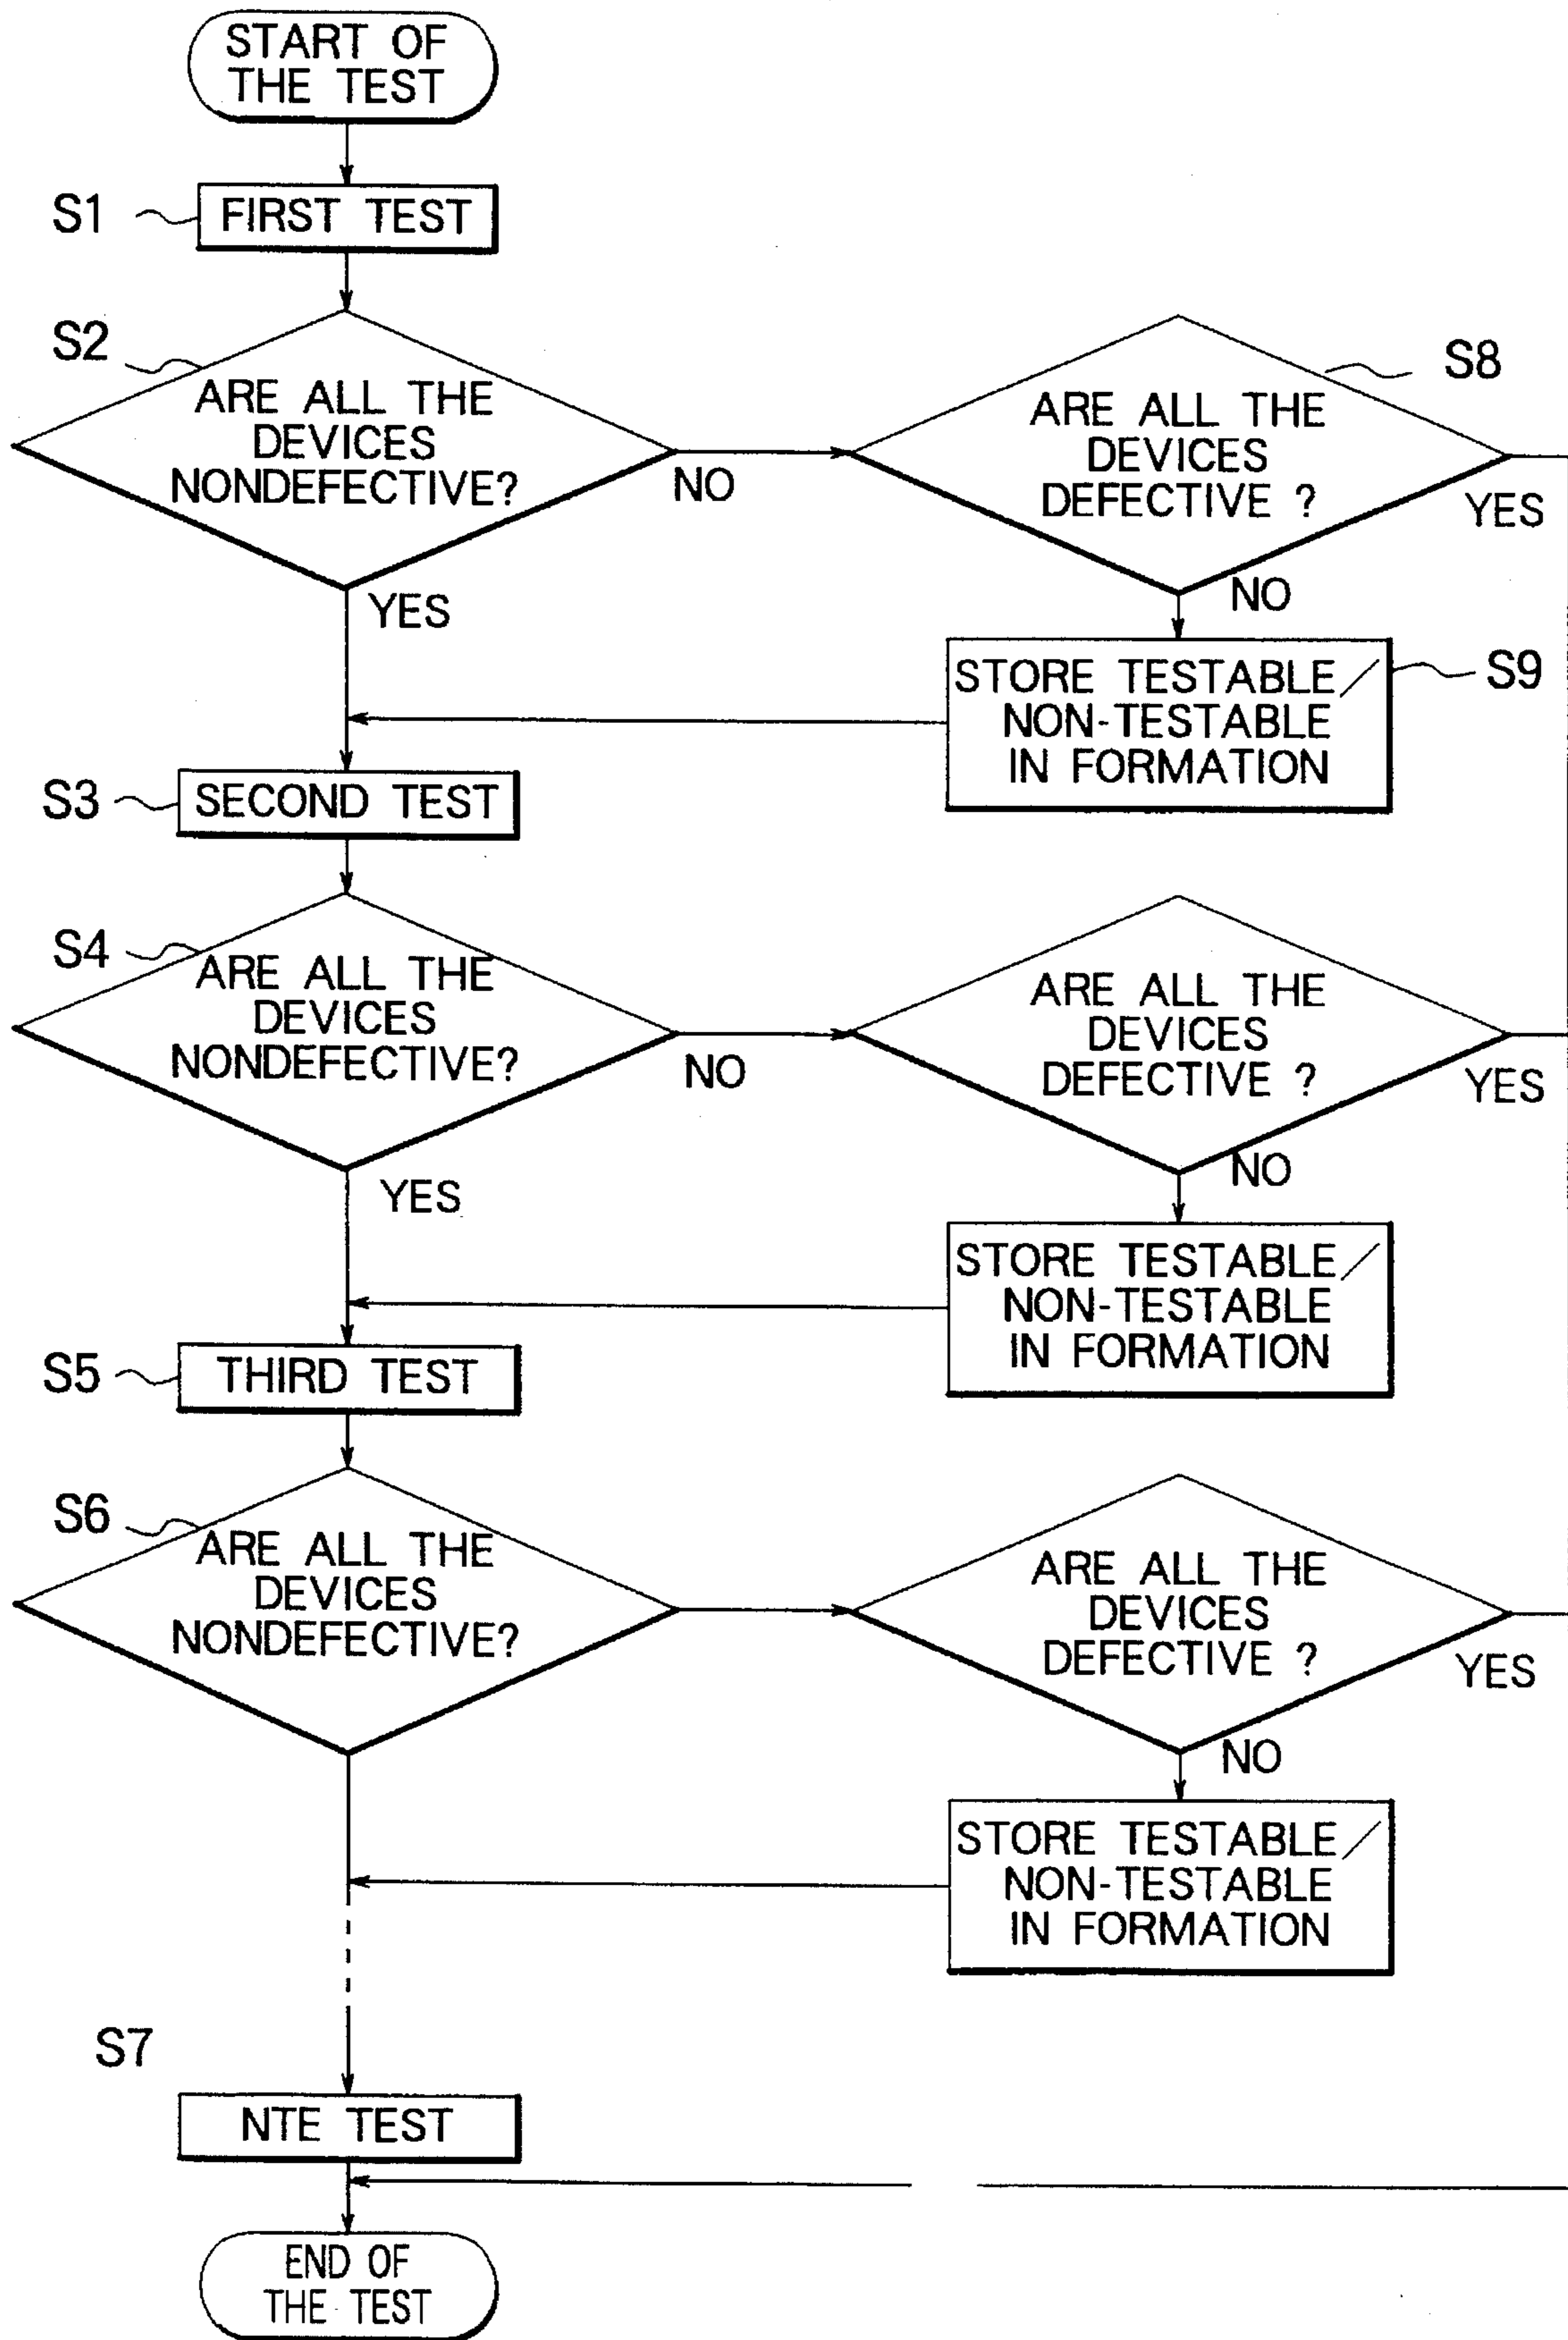 START OF
THE TEST
S1
FIRST TEST
S2
ARE ALL THE
DEVICES
NONDEFECTIVE?
NO
YES
S8
ARE ALL THE
DEVICES
DEFECTIVE ?
YES
NO
STORE TESTABLE /
NON-TESTABLE
IN FORMATION
S9
S3
SECOND TEST
S4
ARE ALL THE
DEVICES
NONDEFECTIVE?
NO
YES
ARE ALL THE
DEVICES
DEFECTIVE ?
YES
NO
STORE TESTABLE /
NON-TESTABLE
IN FORMATION
S5
THIRD TEST
S6
ARE ALL THE
DEVICES
NONDEFECTIVE?
ARE ALL THE
DEVICES
DEFECTIVE ?
YES
NO
STORE TESTABLE /
NON-TESTABLE
IN FORMATION
S7
NTE TEST
END OF
THE TEST